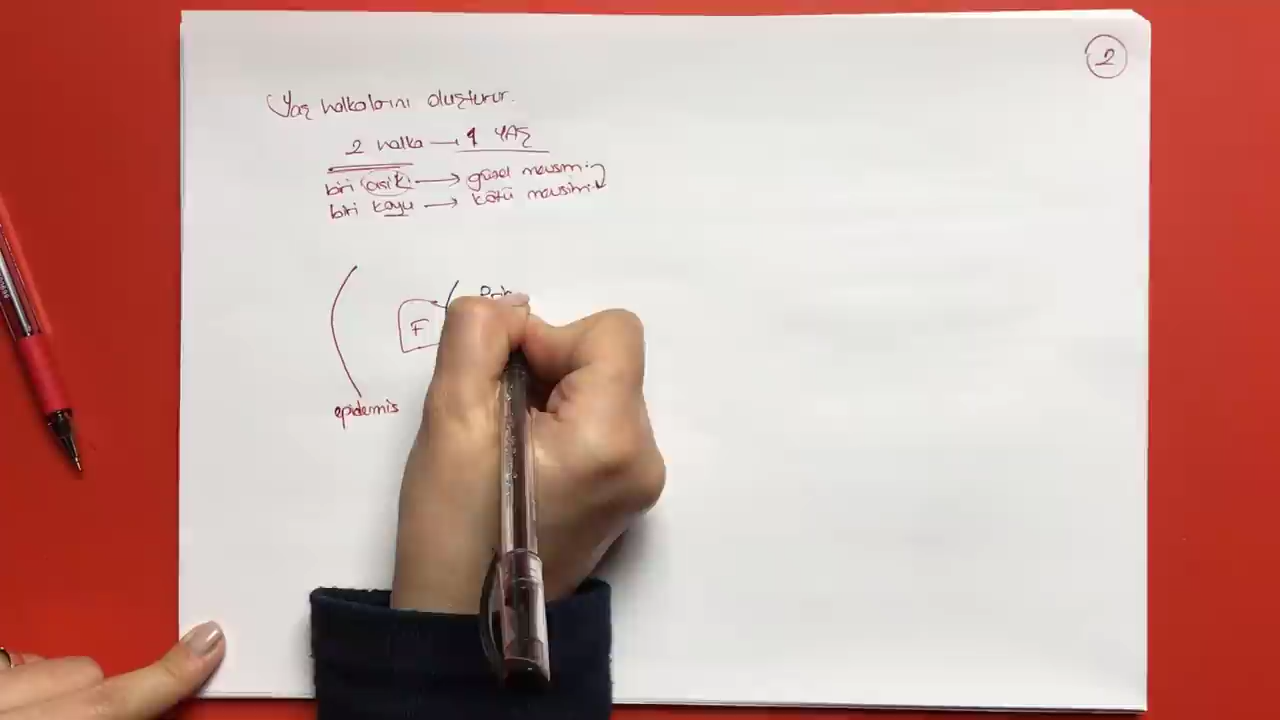 2
Yaş halkalarını oluşturur.
2 halka → 1 YAŞ
biri açık → güzel mevsim
biri koyu → kötü mevsim
F
epidermis